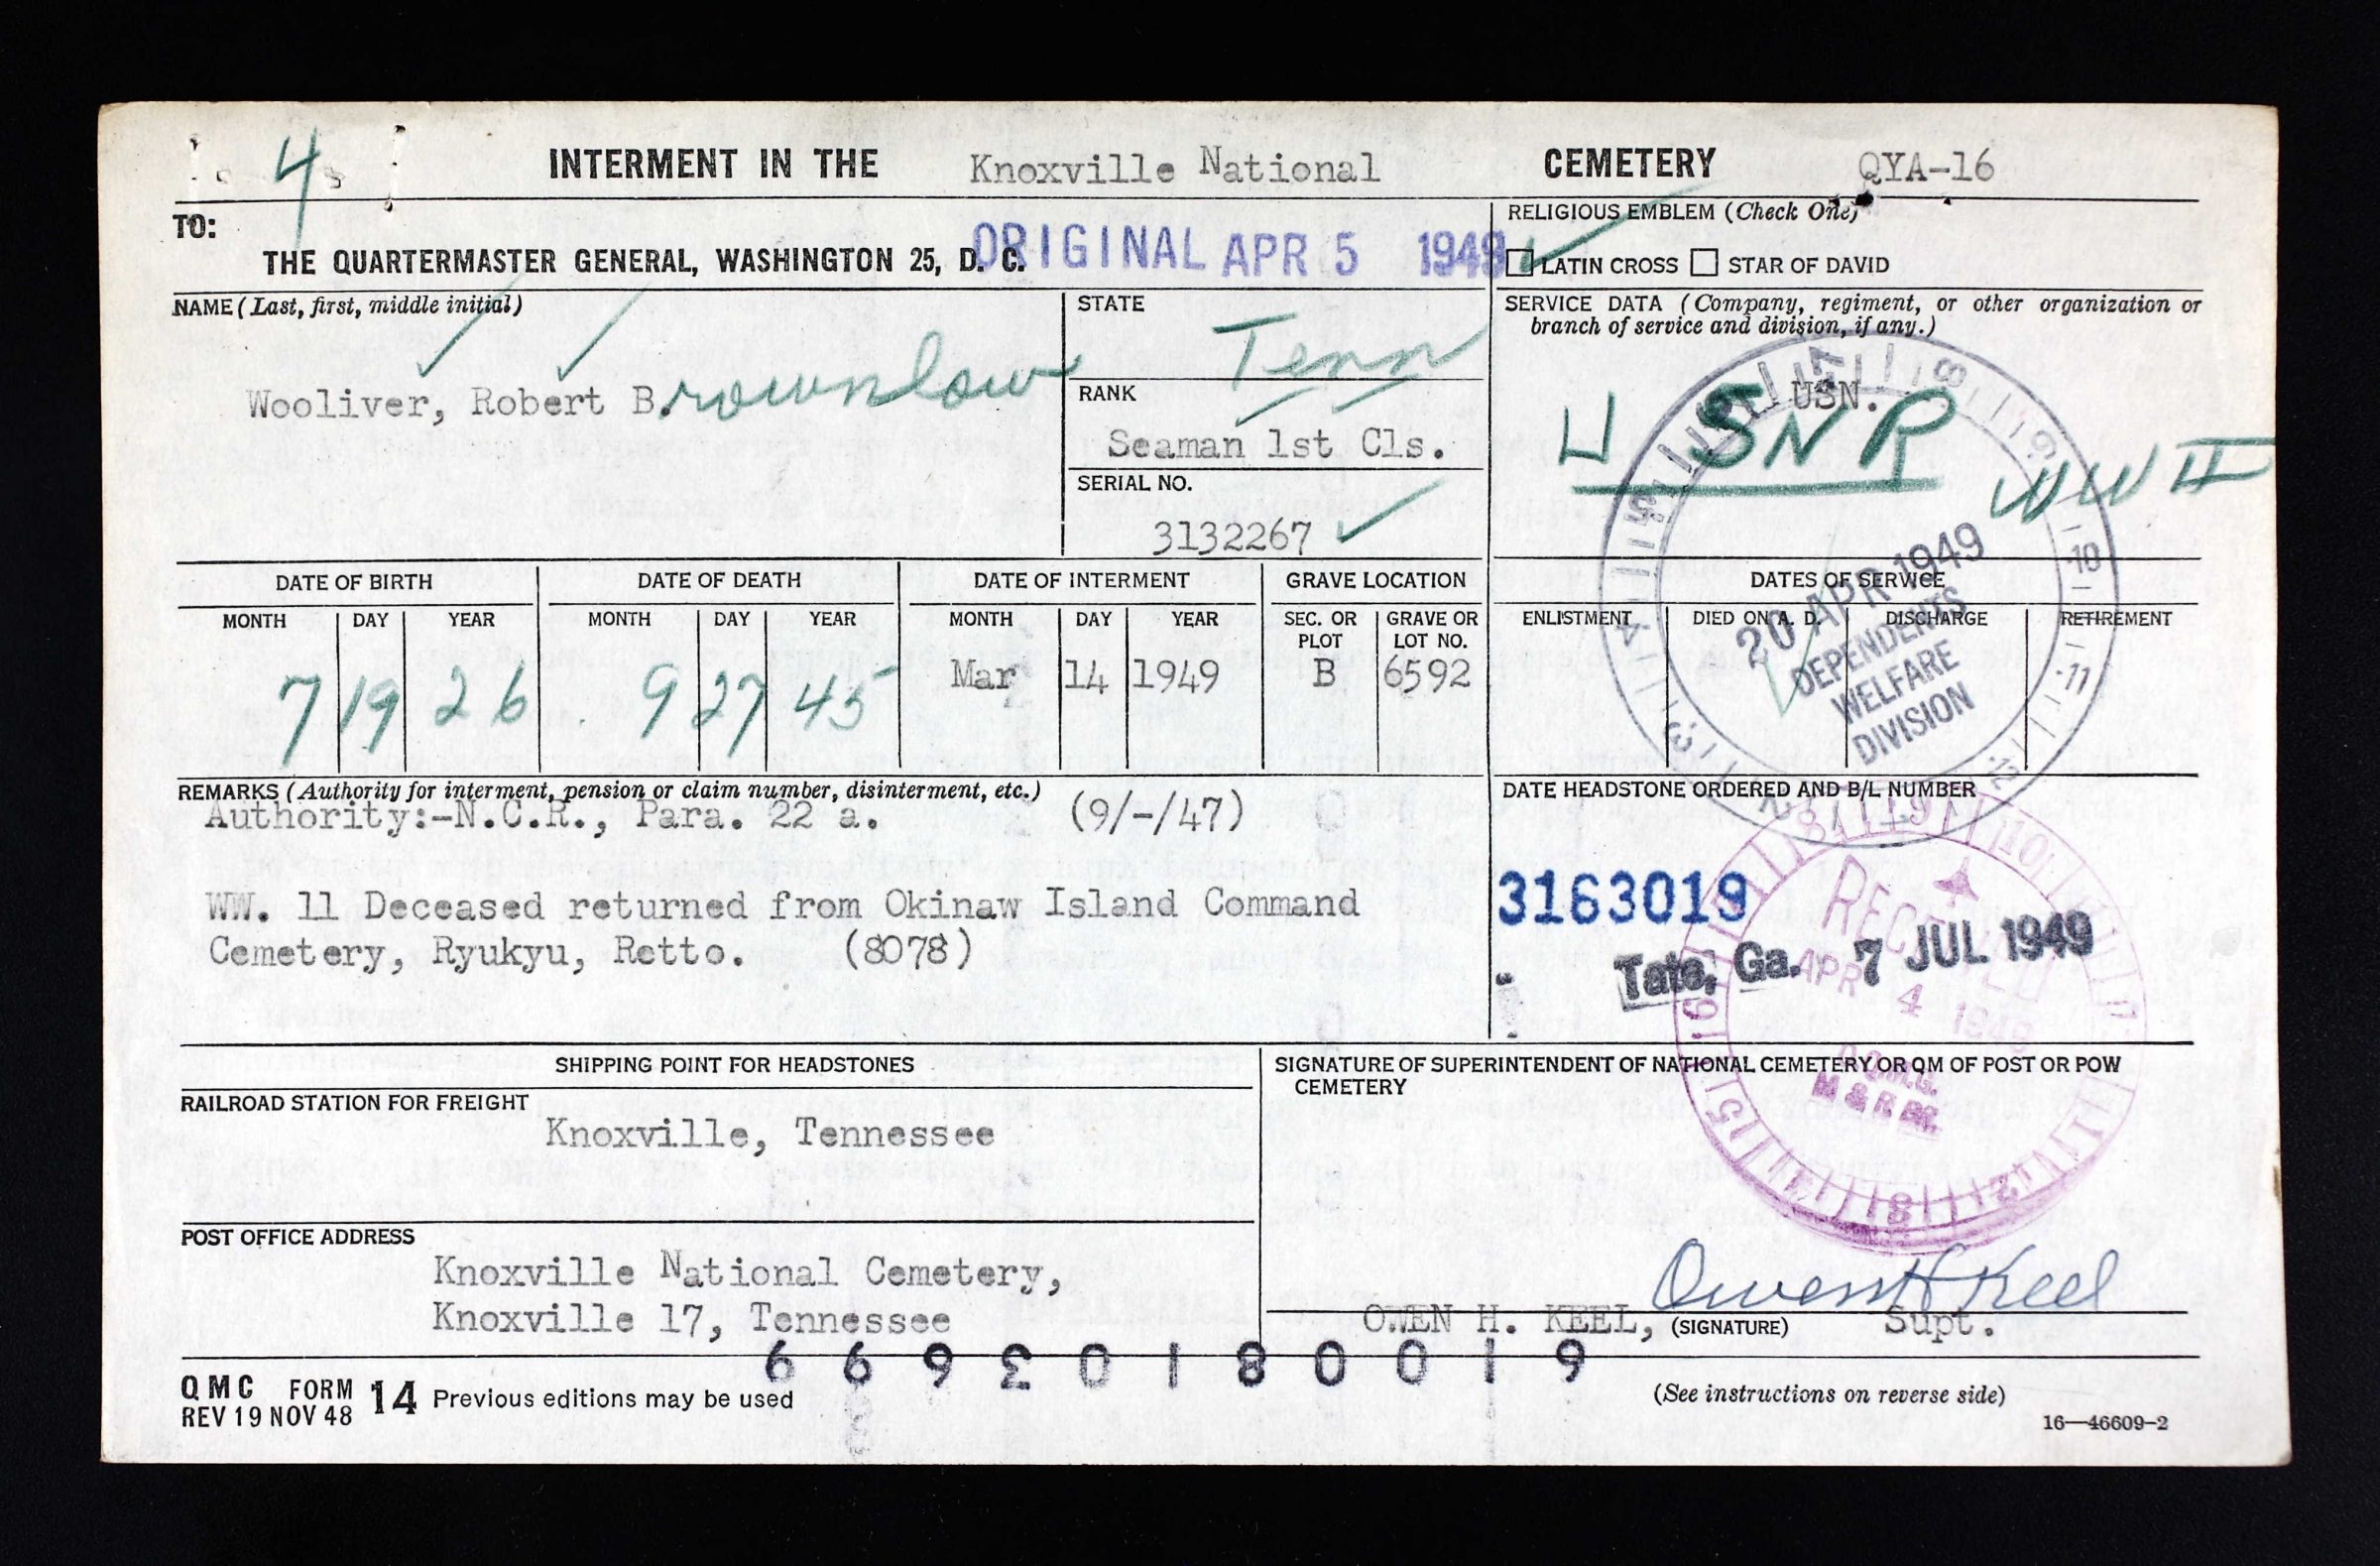 4 INTERMENT IN THE Knoxville National CEMETERY QYA-16
TO:
THE QUARTERMASTER GENERAL, WASHINGTON 25, D. C.
ORIGINAL APR 5 1949
RELIGIOUS EMBLEM (Check One)
LATIN CROSS STAR OF DAVID
NAME (Last, first, middle initial)
Wooliver, Robert B.rownlow
STATE
Tenn
RANK
Seaman 1st Cls.
SERIAL NO.
3132267
SERVICE DATA (Company, regiment, or other organization or
branch of service and division, if any.)
USN.
USNR
WW II
DATE OF BIRTH DATE OF DEATH DATE OF INTERMENT GRAVE LOCATION
MONTH DAY YEAR MONTH DAY YEAR MONTH DAY YEAR SEC. OR PLOT GRAVE OR LOT NO.
7 19 26 9 27 45 Mar 14 1949 B 6592
DATES OF SERVICE
ENLISTMENT DIED ON A. D. DISCHARGE RETIREMENT
20 APR 1949
DEPENDENTS
WELFARE
DIVISION
REMARKS (Authority for interment, pension or claim number, disinterment, etc.)
Authority:-N.C.R., Para. 22 a. (9/-/47)
WW. 11 Deceased returned from Okinaw Island Command
Cemetery, Ryukyu, Retto. (8078)
DATE HEADSTONE ORDERED AND B/L NUMBER
3163019
Tate, Ga. 7 JUL 1949
RECEIVED
APR 4 1949
O.Q.M.G.
SHIPPING POINT FOR HEADSTONES
RAILROAD STATION FOR FREIGHT
Knoxville, Tennessee
POST OFFICE ADDRESS
Knoxville National Cemetery,
Knoxville 17, Tennessee
SIGNATURE OF SUPERINTENDENT OF NATIONAL CEMETERY OR QM OF POST OR POW
CEMETERY
Owen H Keel
OWEN H. KEEL, (SIGNATURE) Supt.
61008103699
QMC FORM 14 Previous editions may be used
REV 19 NOV 48
(See instructions on reverse side)
16—46609-2